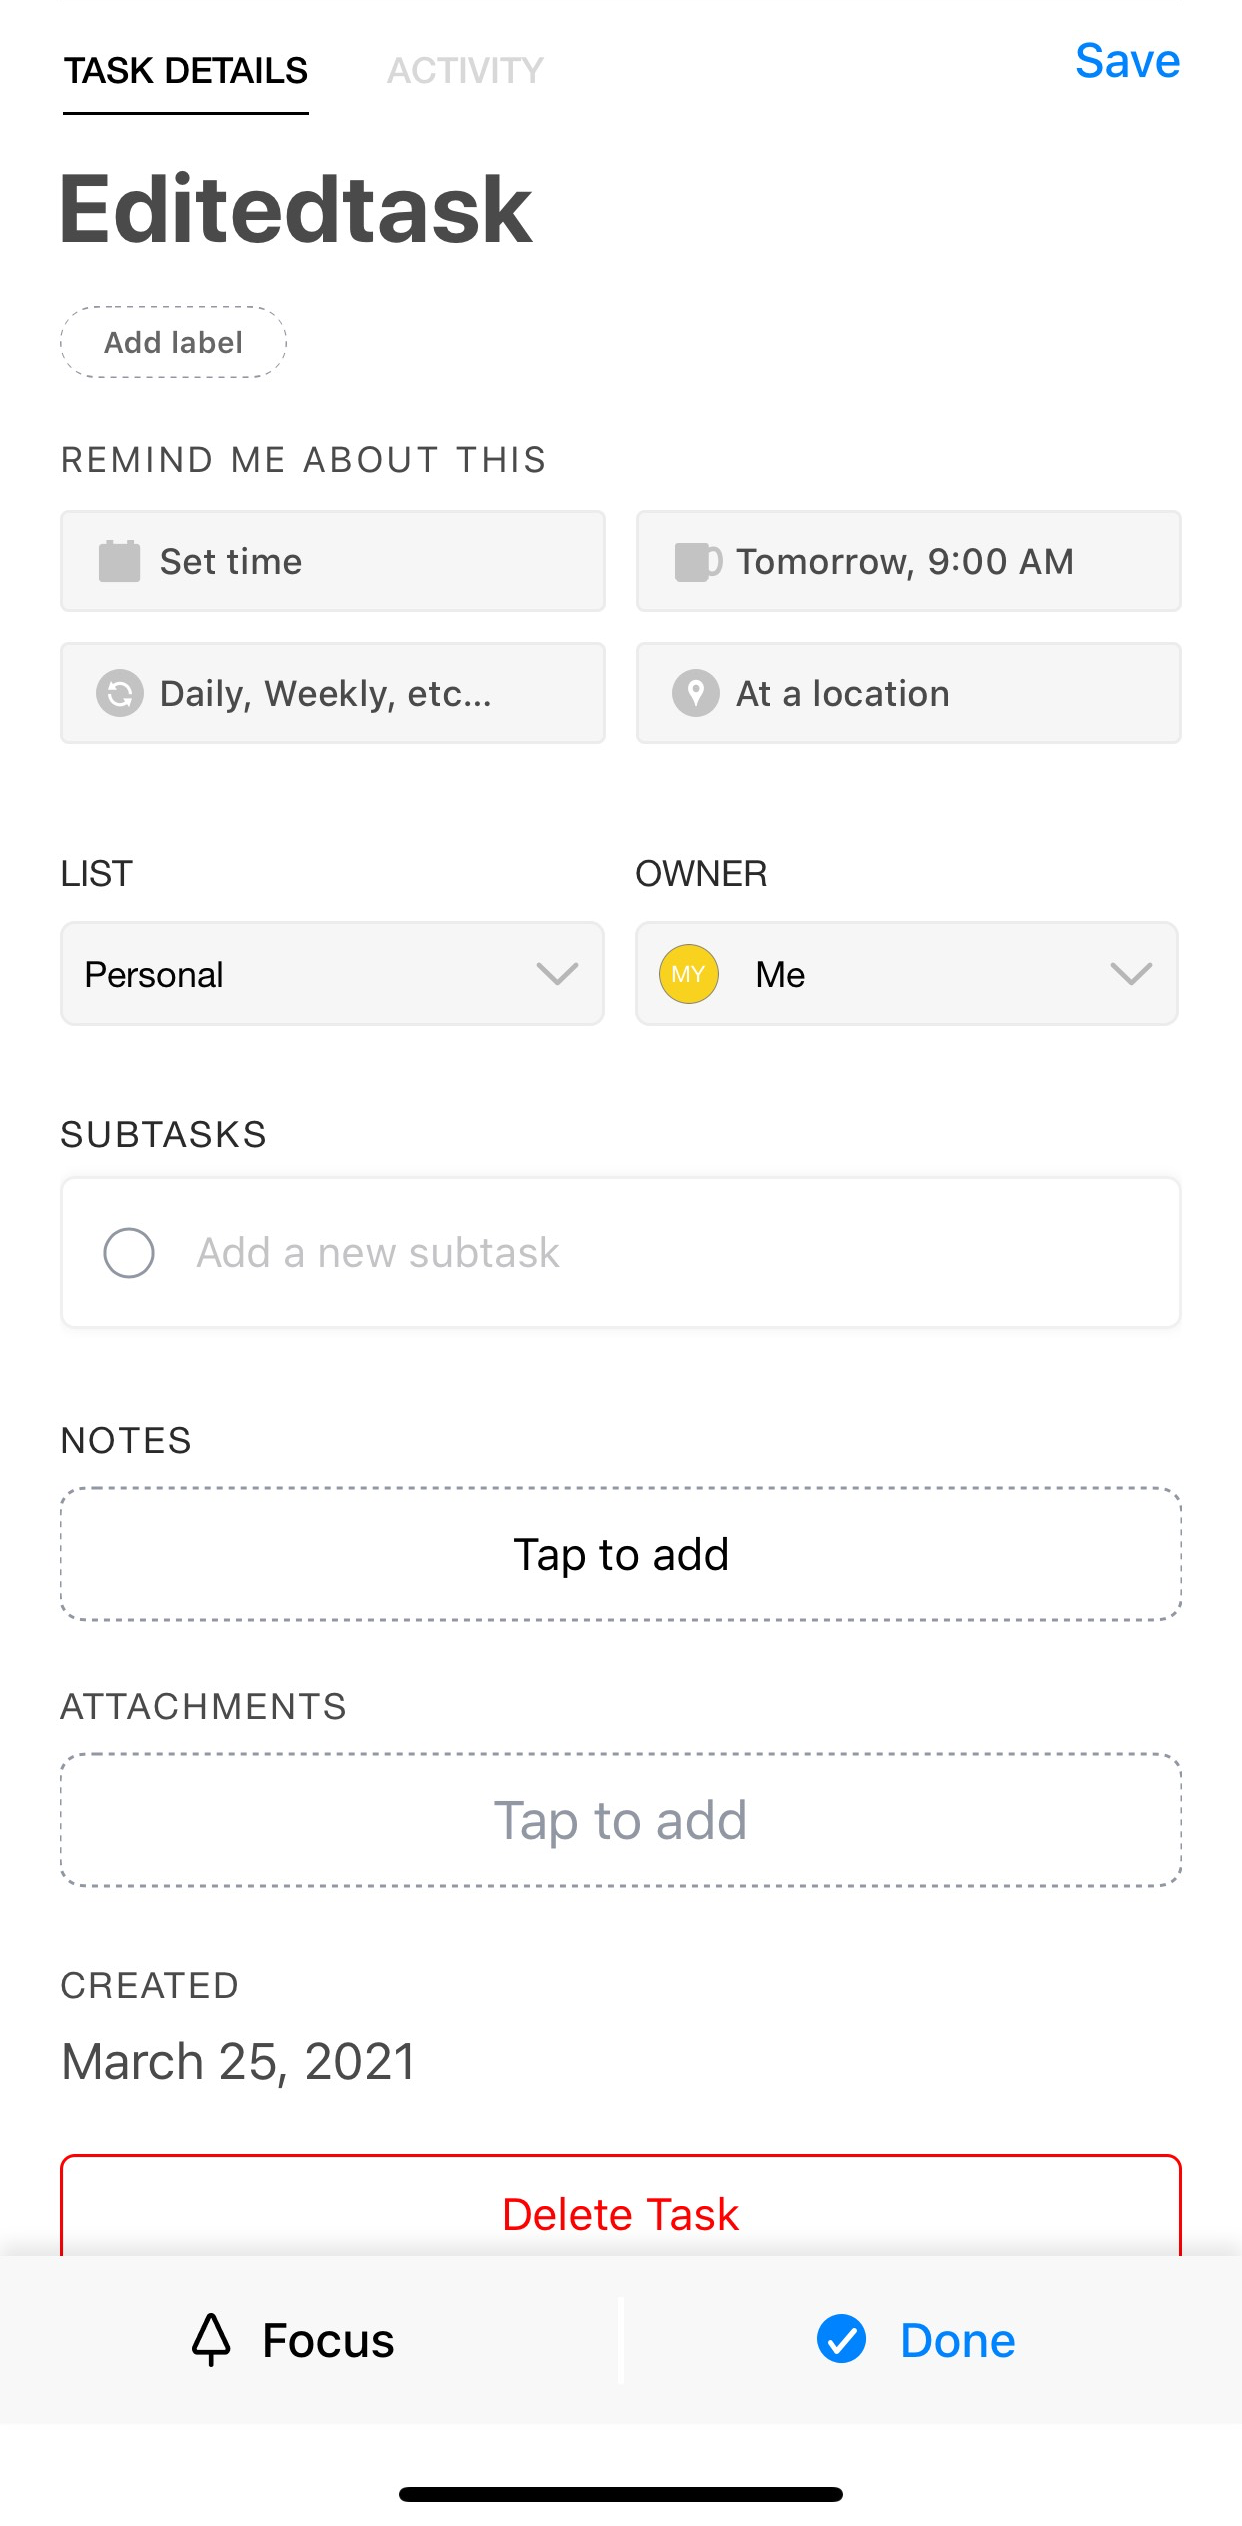 TASK DETAILS ACTIVITY Save
Editedtask
Add label
REMIND ME ABOUT THIS
Set time Tomorrow, 9:00 AM
Daily, Weekly, etc... At a location
LIST OWNER
Personal MY Me
SUBTASKS
Add a new subtask
NOTES
Tap to add
ATTACHMENTS
Tap to add
CREATED
March 25, 2021
Delete Task
Focus Done